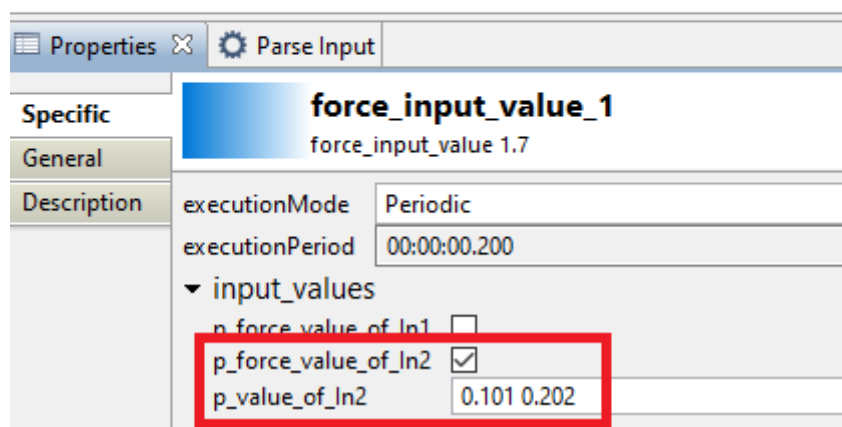 Properties Parse Input
Specific
General
Description
force_input_value_1
force_input_value 1.7
executionMode Periodic
executionPeriod 00:00:00.200
input_values
p_force_value_of_In1
p_force_value_of_In2
p_value_of_In2 0.101 0.202